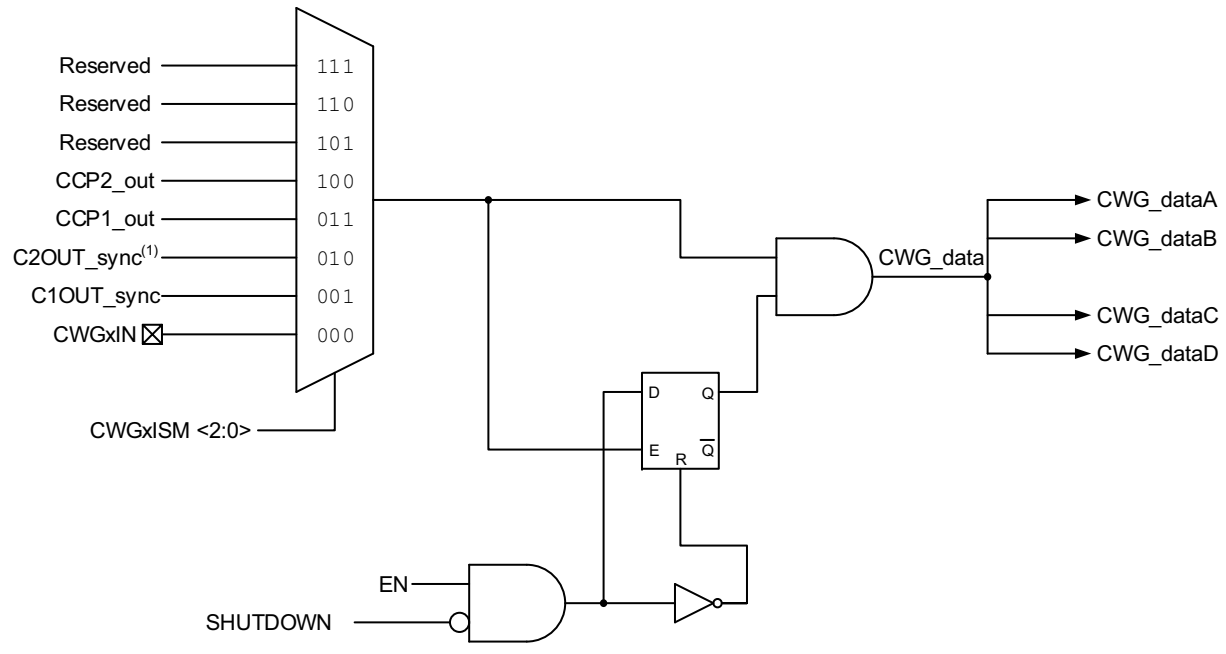 Reserved 111
Reserved 110
Reserved 101
CCP2_out 100
CCP1_out 011
C2OUT_sync(1) 010
C1OUT_sync 001
CWGxIN 000
CWGxISM <2:0>
CWG_data
CWG_dataA
CWG_dataB
CWG_dataC
CWG_dataD
D Q
E Q̅
R
EN
SHUTDOWN